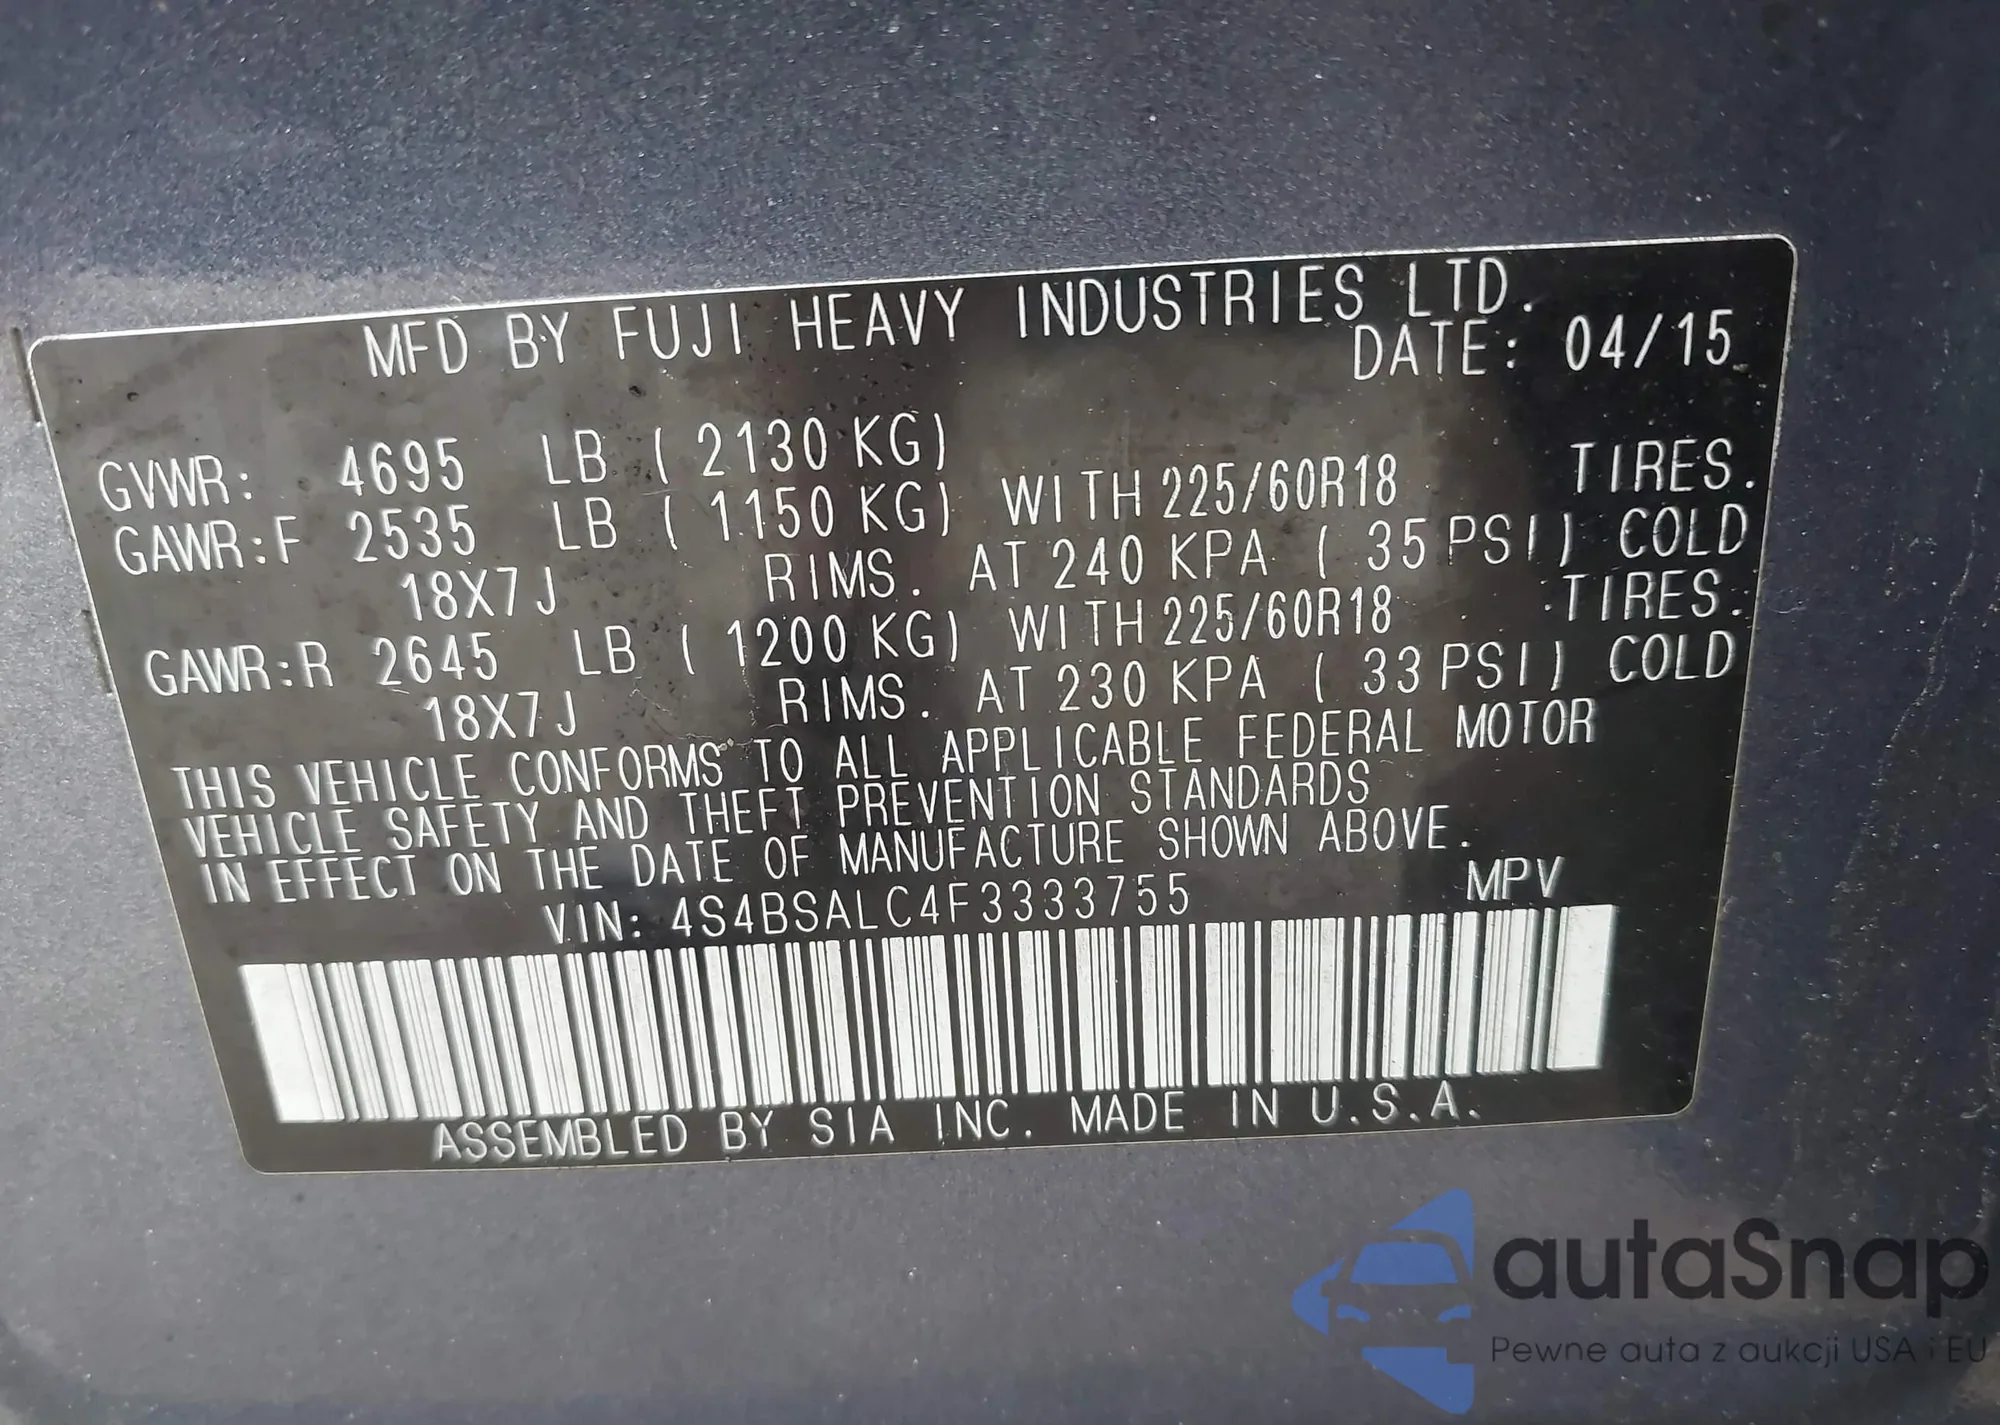 MFD BY FUJI HEAVY INDUSTRIES LTD.
DATE: 04/15
GVWR: 4695 LB ( 2130 KG)
GAWR:F 2535 LB ( 1150 KG) WITH 225/60R18 TIRES.
18X7J RIMS. AT 240 KPA ( 35 PSI) COLD
GAWR:R 2645 LB ( 1200 KG) WITH 225/60R18 TIRES.
18X7J RIMS. AT 230 KPA ( 33 PSI) COLD
THIS VEHICLE CONFORMS TO ALL APPLICABLE FEDERAL MOTOR
VEHICLE SAFETY AND THEFT PREVENTION STANDARDS
IN EFFECT ON THE DATE OF MANUFACTURE SHOWN ABOVE.
VIN: 4S4BSALC4F3333755 MPV
ASSEMBLED BY SIA INC. MADE IN U.S.A.
autaSnap
Pewne auta z aukcji USA i EU